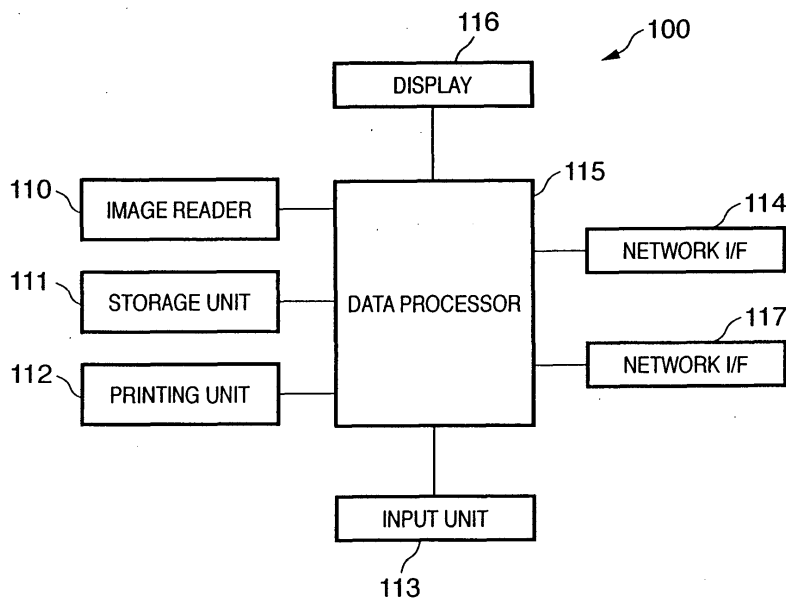 116
100
DISPLAY
110
IMAGE READER
115
114
NETWORK I/F
111
STORAGE UNIT
DATA PROCESSOR
117
NETWORK I/F
112
PRINTING UNIT
INPUT UNIT
113